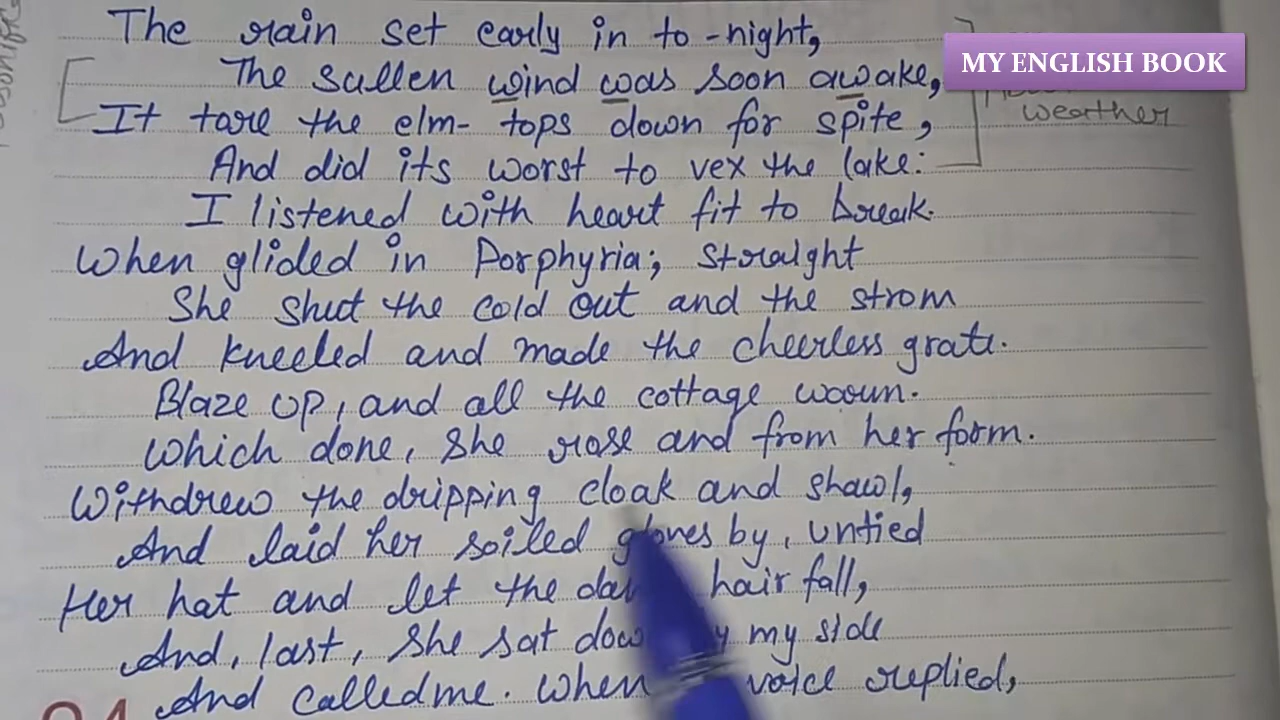 The rain set early in to-night,
MY ENGLISH BOOK
The sullen wind was soon awake,
weather
It tore the elm-tops down for spite,
And did its worst to vex the lake:
I listened with heart fit to break.
When glided in Porphyria; straight
She shut the cold out and the strom
And kneeled and made the cheerless grate.
Blaze up, and all the cottage warm.
Which done, she rose and from her form.
Withdrew the dripping cloak and shawl,
And laid her soiled gloves by, untied
Her hat and let the hair fall,
And, last, she sat my side
And called me. When voice replied,